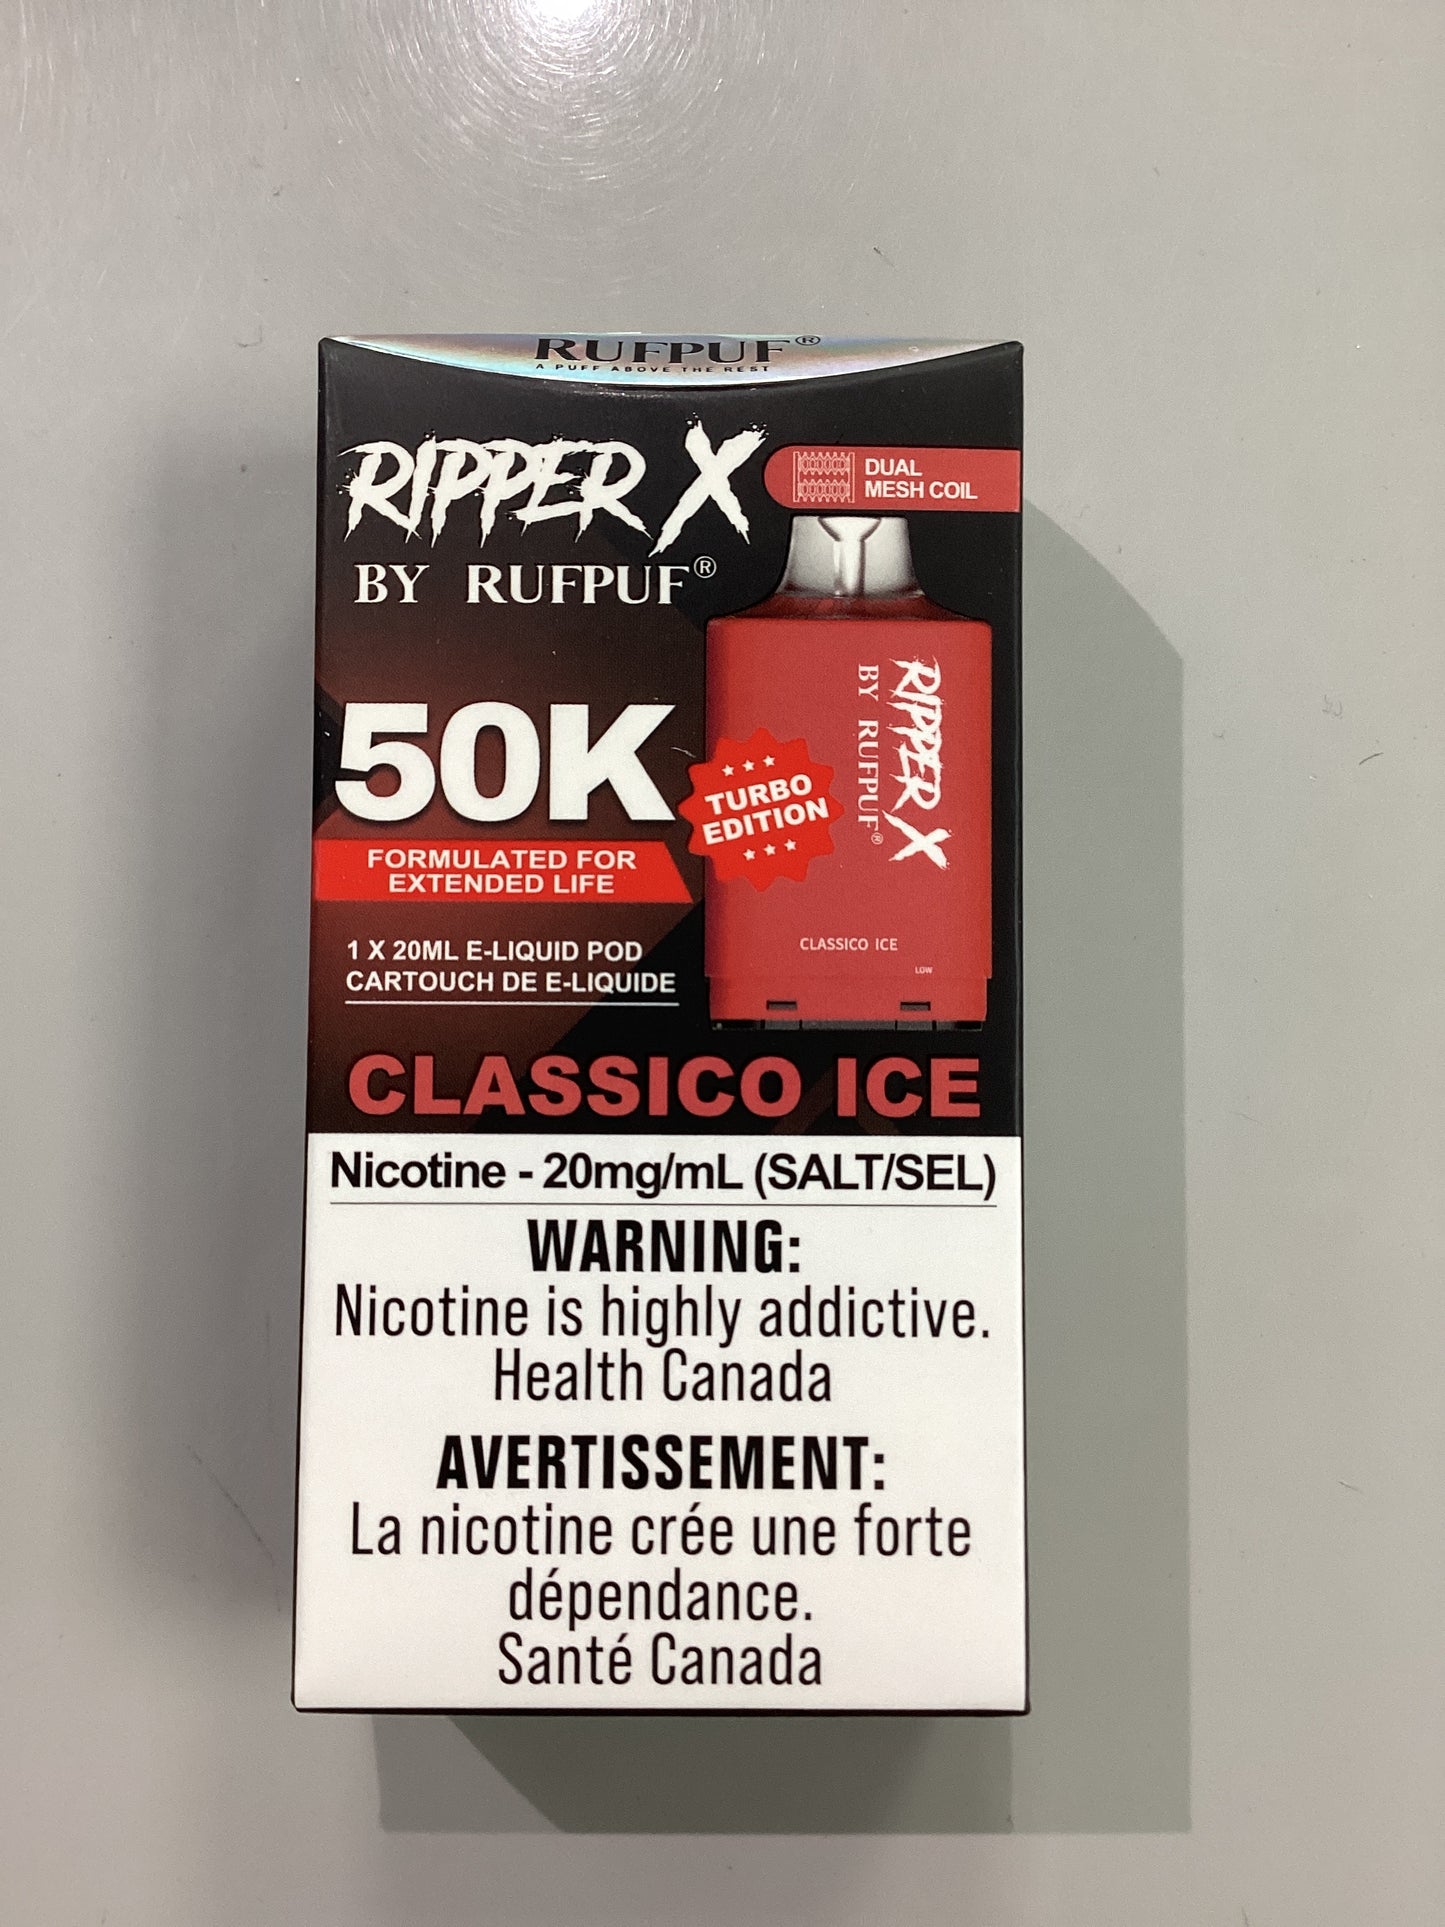 RUFPUF®
A PUFF ABOVE THE REST
RIPPER X
BY RUFPUF®
DUAL
MESH COIL
RIPPER X
BY RUFPUF®
50K
TURBO
EDITION
FORMULATED FOR
EXTENDED LIFE
1 X 20ML E-LIQUID POD
CARTOUCH DE E-LIQUIDE
CLASSICO ICE
LOW
CLASSICO ICE
Nicotine - 20mg/mL (SALT/SEL)
WARNING:
Nicotine is highly addictive.
Health Canada
AVERTISSEMENT:
La nicotine crée une forte
dépendance.
Santé Canada